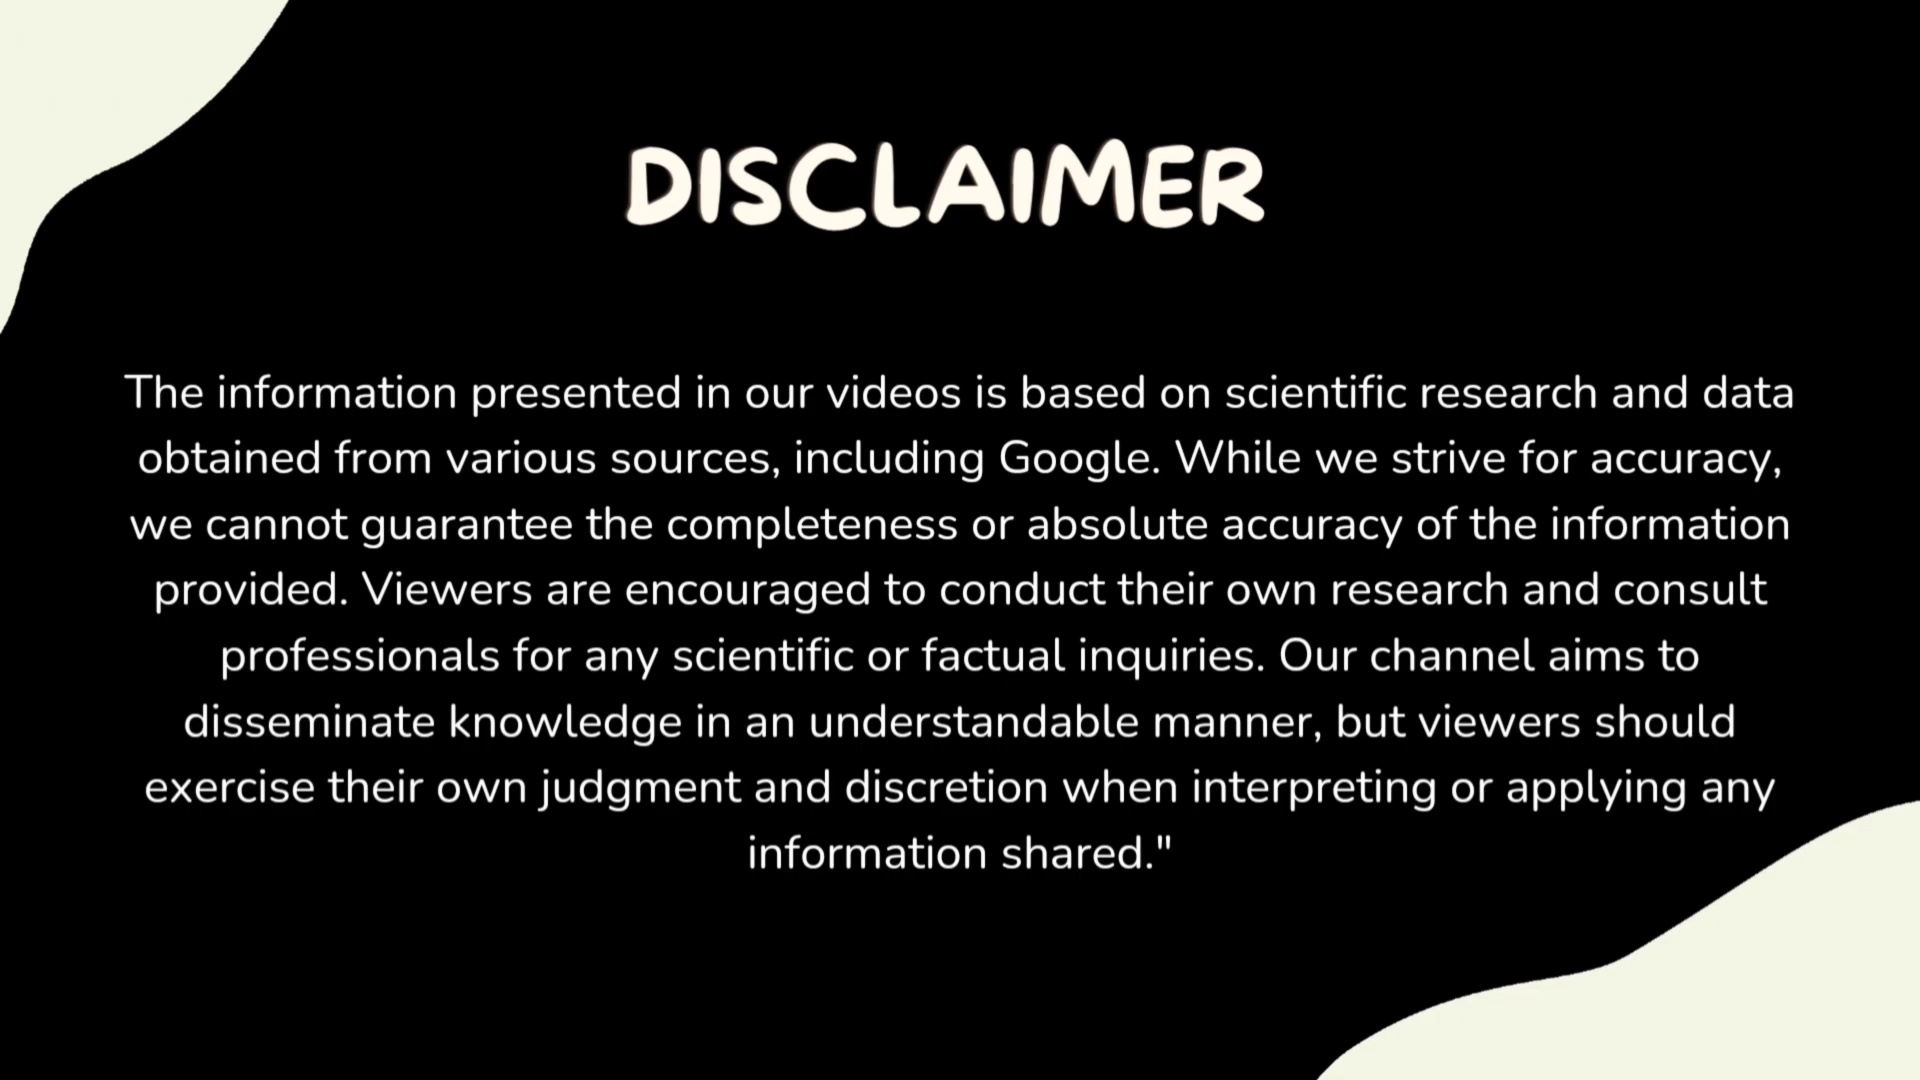 DISCLAIMER
The information presented in our videos is based on scientific research and data
obtained from various sources, including Google. While we strive for accuracy,
we cannot guarantee the completeness or absolute accuracy of the information
provided. Viewers are encouraged to conduct their own research and consult
professionals for any scientific or factual inquiries. Our channel aims to
disseminate knowledge in an understandable manner, but viewers should
exercise their own judgment and discretion when interpreting or applying any
information shared."